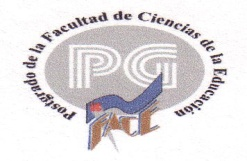 Postgrado de la Facultad de Ciencias de la Educación
PG
FACE